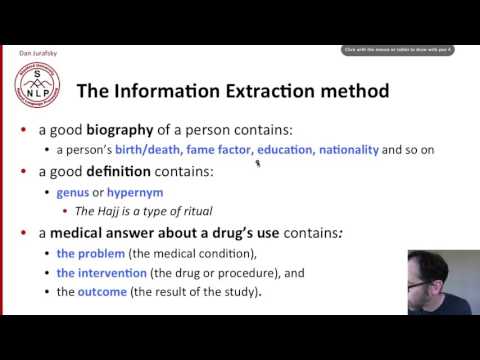 Dan Jurafsky
Click with the mouse or tablet to draw with pen 4
S
NLP
The Information Extraction method
• a good biography of a person contains:
• a person's birth/death, fame factor, education, nationality and so on
• a good definition contains:
• genus or hypernym
• The Hajj is a type of ritual
• a medical answer about a drug's use contains:
• the problem (the medical condition),
• the intervention (the drug or procedure), and
• the outcome (the result of the study).